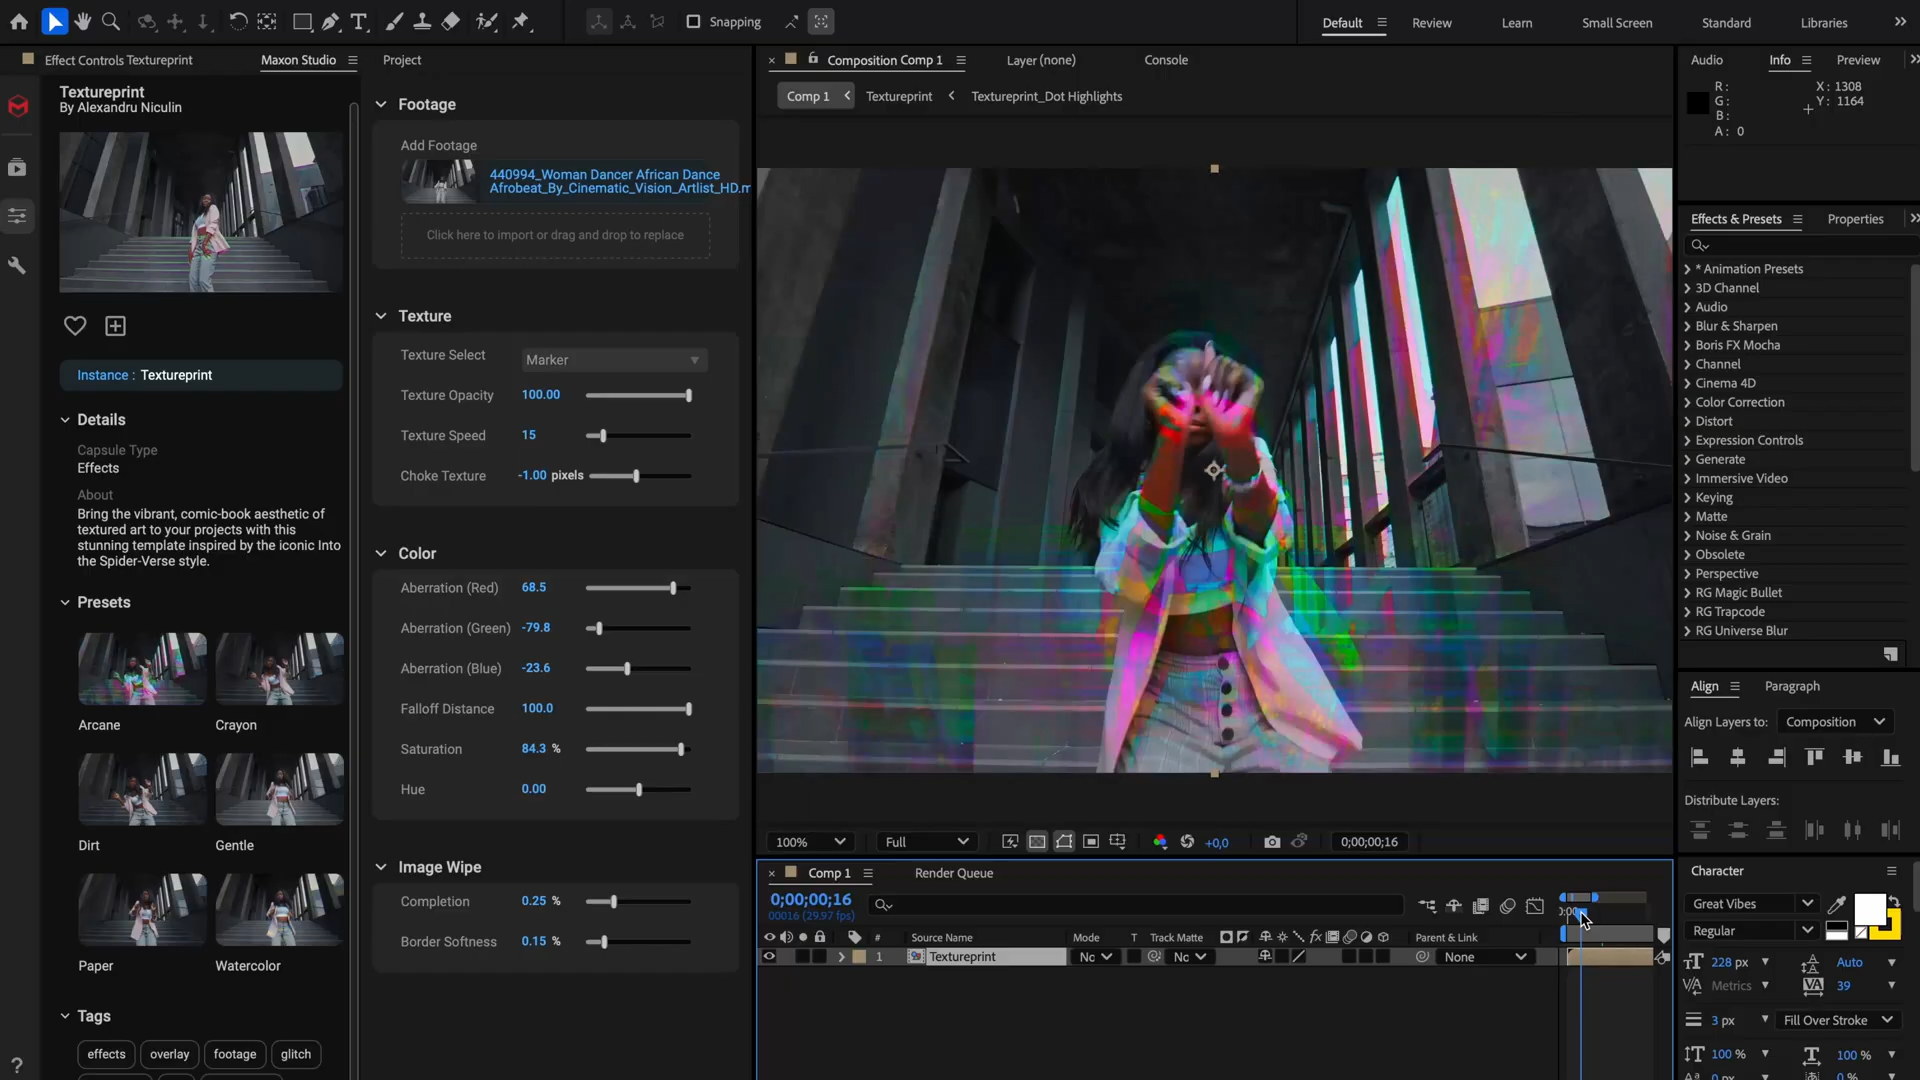 Snapping
Default
Review
Learn
Small Screen
Standard
Libraries
Effect Controls Textureprint
Maxon Studio
Project
Composition Comp 1
Layer (none)
Console
Audio
Info
Preview
Textureprint
By Alexandru Niculin
Instance : Textureprint
Details
Capsule Type
Effects
About
Bring the vibrant, comic-book aesthetic of
textured art to your projects with this
stunning template inspired by the iconic Into
the Spider-Verse style.
Presets
Arcane
Crayon
Dirt
Gentle
Paper
Watercolor
Tags
effects
overlay
footage
glitch
Footage
Add Footage
440994_Woman Dancer African Dance
Afrobeat_By_Cinematic_Vision_Artlist_HD.m
Click here to import or drag and drop to replace
Texture
Texture Select
Marker
Texture Opacity 100.00
Texture Speed 15
Choke Texture -1.00 pixels
Color
Aberration (Red) 68.5
Aberration (Green) -79.8
Aberration (Blue) -23.6
Falloff Distance 100.0
Saturation 84.3 %
Hue 0.00
Image Wipe
Completion 0.25 %
Border Softness 0.15 %
Comp 1
Textureprint
Textureprint_Dot Highlights
100%
Full
+0,0
0;00;00;16
Comp 1
Render Queue
0;00;00;16
00016 (29.97 fps)
# Source Name Mode T Track Matte fx Parent & Link
1 Textureprint No No None
R :
G :
B :
A : 0
X : 1308
Y : 1164
Effects & Presets
Properties
* Animation Presets
3D Channel
Audio
Blur & Sharpen
Boris FX Mocha
Channel
Cinema 4D
Color Correction
Distort
Expression Controls
Generate
Immersive Video
Keying
Matte
Noise & Grain
Obsolete
Perspective
RG Magic Bullet
RG Trapcode
RG Universe Blur
Align
Paragraph
Align Layers to: Composition
Distribute Layers:
Character
Great Vibes
Regular
228 px
Auto
Metrics
39
3 px
Fill Over Stroke
100 %
100 %